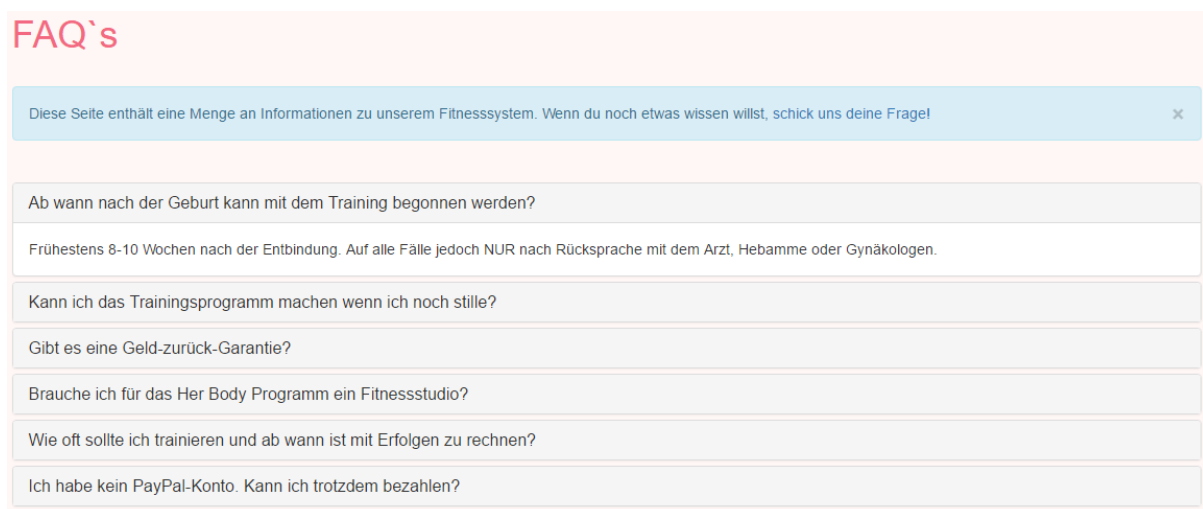 FAQ`s
Diese Seite enthält eine Menge an Informationen zu unserem Fitnesssystem. Wenn du noch etwas wissen willst, schick uns deine Frage! ×
Ab wann nach der Geburt kann mit dem Training begonnen werden?
Frühestens 8-10 Wochen nach der Entbindung. Auf alle Fälle jedoch NUR nach Rücksprache mit dem Arzt, Hebamme oder Gynäkologen.
Kann ich das Trainingsprogramm machen wenn ich noch stille?
Gibt es eine Geld-zurück-Garantie?
Brauche ich für das Her Body Programm ein Fitnessstudio?
Wie oft sollte ich trainieren und ab wann ist mit Erfolgen zu rechnen?
Ich habe kein PayPal-Konto. Kann ich trotzdem bezahlen?